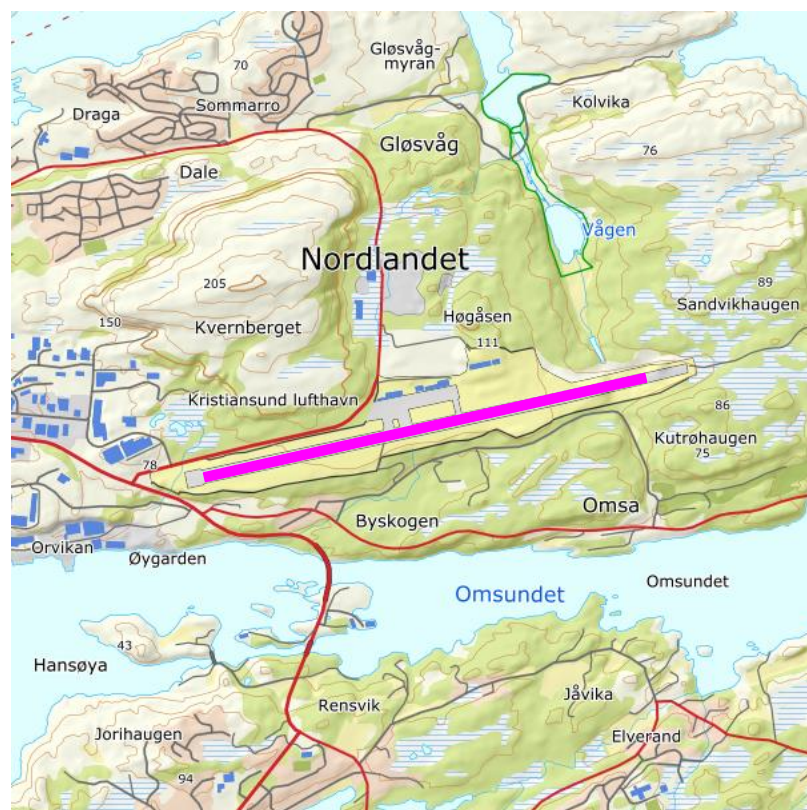 Gløsvåg-
myran
70
Sommarro
Kolvika
Draga
Gløsvåg
76
Dale
Vågen
Nordlandet
205
89
Sandvikhaugen
150
Kvernberget
Høgåsen
111
Kristiansund lufthavn
86
Kutrøhaugen
75
78
Byskogen
Omsa
Orvikan
Øygarden
Omsundet
Omsundet
43
Hansøya
Rensvik
Jåvika
Jorihaugen
Elverand
94